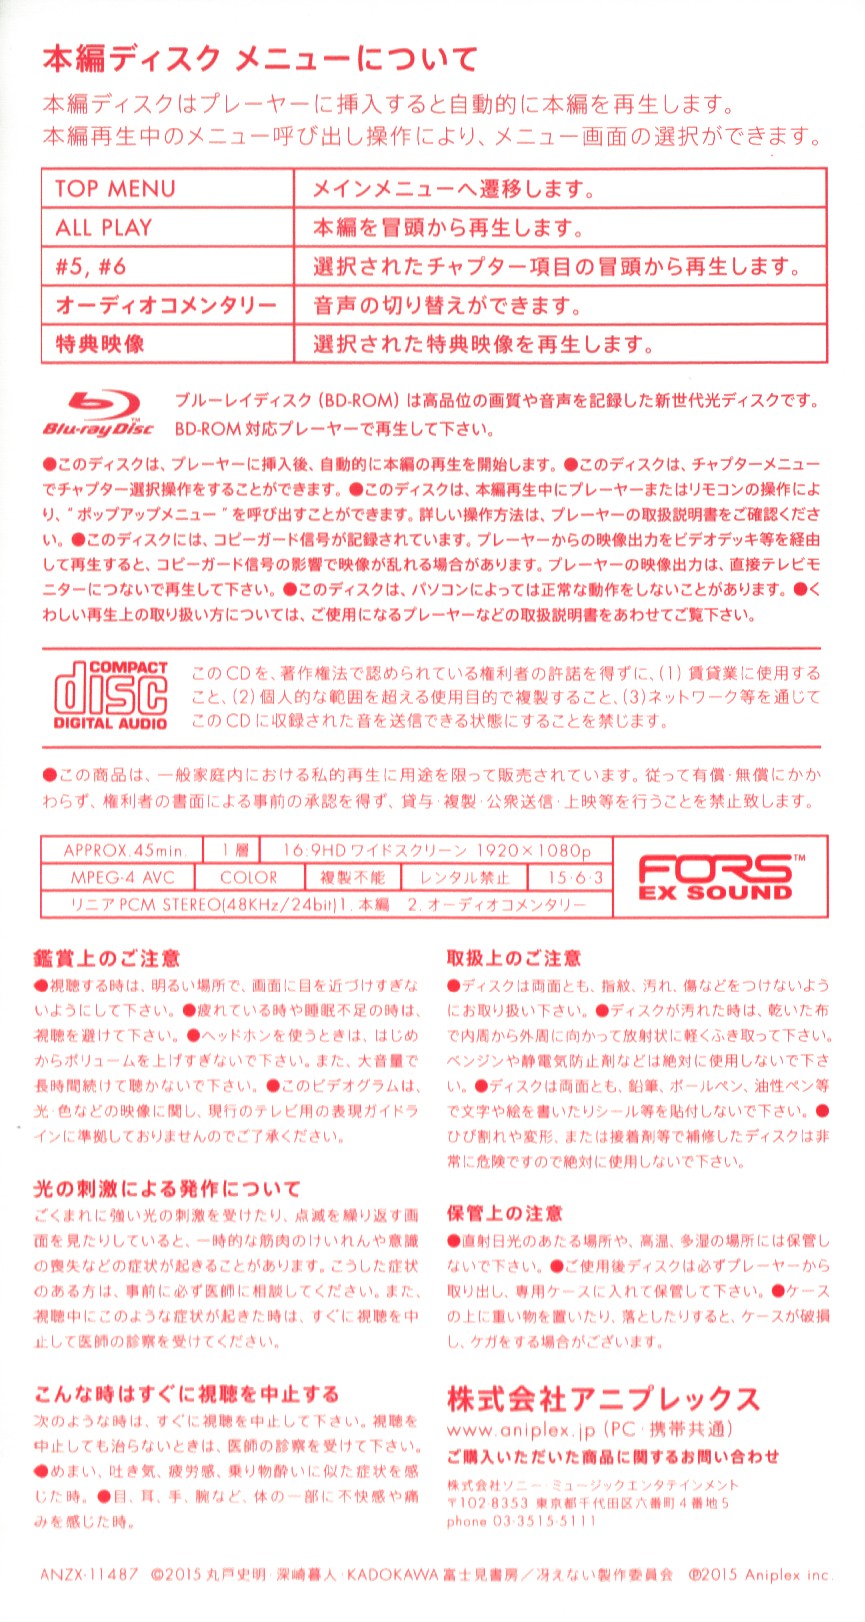 本編ディスク メニューについて
本編ディスクはプレーヤーに挿入すると自動的に本編を再生します。
本編再生中のメニュー呼び出し操作により、メニュー画面の選択ができます。
TOP MENU メインメニューへ遷移します。
ALL PLAY 本編を冒頭から再生します。
#5, #6 選択されたチャプター項目の冒頭から再生します。
オーディオコメンタリー 音声の切り替えができます。
特典映像 選択された特典映像を再生します。
Blu-ray Disc™
ブルーレイディスク（BD-ROM）は高品位の画質や音声を記録した新世代光ディスクです。
BD-ROM 対応プレーヤーで再生して下さい。
●このディスクは、プレーヤーに挿入後、自動的に本編の再生を開始します。●このディスクは、チャプターメニュー
でチャプター選択操作をすることができます。●このディスクは、本編再生中にプレーヤーまたはリモコンの操作によ
り、“ポップアップメニュー ”を呼び出すことができます。詳しい操作方法は、プレーヤーの取扱説明書をご確認くださ
い。●このディスクには、コピーガード信号が記録されています。プレーヤーからの映像出力をビデオデッキ等を経由
して再生すると、コピーガード信号の影響で映像が乱れる場合があります。プレーヤーの映像出力は、直接テレビモ
ニターにつないで再生して下さい。●このディスクは、パソコンによっては正常な動作をしないことがあります。●く
わしい再生上の取り扱い方については、ご使用になるプレーヤーなどの取扱説明書をあわせてご覧下さい。
COMPACT
disc
DIGITAL AUDIO
このCDを、著作権法で認められている権利者の許諾を得ずに、(1) 賃貸業に使用する
こと、(2) 個人的な範囲を超える使用目的で複製すること、(3)ネットワーク等を通じて
このCDに収録された音を送信できる状態にすることを禁じます。
●この商品は、一般家庭内における私的再生に用途を限って販売されています。従って有償·無償にかか
わらず、権利者の書面による事前の承認を得ず、貸与·複製·公衆送信·上映等を行うことを禁止致します。
APPROX.45min. 1層 16:9HDワイドスクリーン 1920×1080p
MPEG-4 AVC COLOR 複製不能 レンタル禁止 15·6·3
リニアPCM STEREO(48KHz/24bit)1. 本編 2. オーディオコメンタリー
FORS™
EX SOUND
鑑賞上のご注意
●視聴する時は、明るい場所で、画面に目を近づけすぎな
いようにして下さい。●疲れている時や睡眠不足の時は、
視聴を避けて下さい。●ヘッドホンを使うときは、はじめ
からボリュームを上げすぎないで下さい。また、大音量で
長時間続けて聴かないで下さい。●このビデオグラムは、
光·色などの映像に関し、現行のテレビ用の表現ガイドラ
インに準拠しておりませんのでご了承ください。
光の刺激による発作について
ごくまれに強い光の刺激を受けたり、点滅を繰り返す画
面を見たりしていると、一時的な筋肉のけいれんや意識
の喪失などの症状が起きることがあります。こうした症状
のある方は、事前に必ず医師に相談してください。また、
視聴中にこのような症状が起きた時は、すぐに視聴を中
止して医師の診察を受けてください。
こんな時はすぐに視聴を中止する
次のような時は、すぐに視聴を中止して下さい。視聴を
中止しても治らないときは、医師の診察を受けて下さい。
●めまい、吐き気、疲労感、乗り物酔いに似た症状を感
じた時。●目、耳、手、腕など、体の一部に不快感や痛
みを感じた時。
取扱上のご注意
●ディスクは両面とも、指紋、汚れ、傷などをつけないよう
にお取り扱い下さい。●ディスクが汚れた時は、乾いた布
で内周から外周に向かって放射状に軽くふき取って下さい。
ベンジンや静電気防止剤などは絶対に使用しないで下さ
い。●ディスクは両面とも、鉛筆、ボールペン、油性ペン等
で文字や絵を書いたりシール等を貼付しないで下さい。●
ひび割れや変形、または接着剤等で補修したディスクは非
常に危険ですので絶対に使用しないで下さい。
保管上の注意
●直射日光のあたる場所や、高温、多湿の場所には保管し
ないで下さい。●ご使用後ディスクは必ずプレーヤーから
取り出し、専用ケースに入れて保管して下さい。●ケース
の上に重い物を置いたり、落としたりすると、ケースが破損
し、ケガをする場合がございます。
株式会社アニプレックス
www.aniplex.jp（PC·携帯共通）
ご購入いただいた商品に関するお問い合わせ
株式会社ソニー·ミュージックエンタテインメント
〒102-8353 東京都千代田区六番町4番地5
phone 03-3515-5111
ANZX-11487 ©2015 丸戸史明·深崎暮人·KADOKAWA 富士見書房／冴えない製作委員会 ℗2015 Aniplex inc.